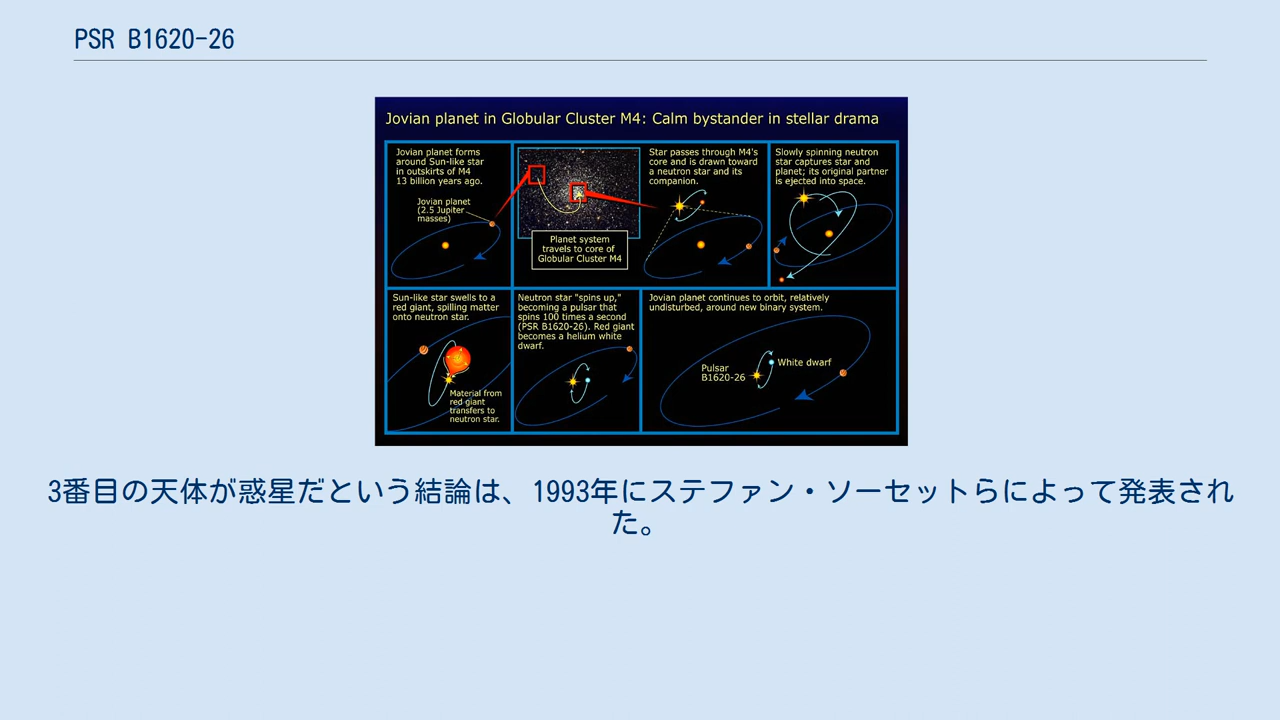 PSR B1620-26
Jovian planet in Globular Cluster M4: Calm bystander in stellar drama
Jovian planet forms
around Sun-like star
in outskirts of M4
13 billion years ago.
Jovian planet
(2.5 Jupiter
masses)
Planet system
travels to core of
Globular Cluster M4
Star passes through M4's
core and is drawn toward
a neutron star and its
companion.
Slowly spinning neutron
star captures star and
planet; its original partner
is ejected into space.
Sun-like star swells to a
red giant, spilling matter
onto neutron star.
Material from
red giant
transfers to
neutron star.
Neutron star "spins up,"
becoming a pulsar that
spins 100 times a second
(PSR B1620-26). Red giant
becomes a helium white
dwarf.
Jovian planet continues to orbit, relatively
undisturbed, around new binary system.
Pulsar
B1620-26
White dwarf
3番目の天体が惑星だという結論は、1993年にステファン・ソーセットらによって発表され
た。